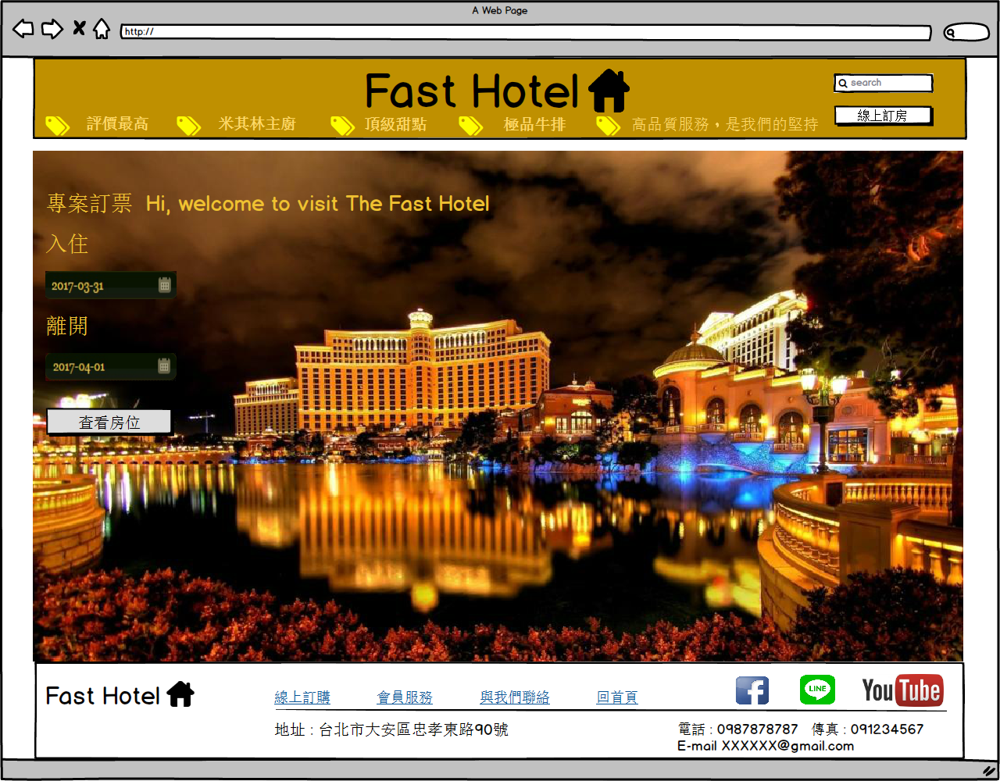 A Web Page
http://
Fast Hotel
search
評價最高 米其林主廚 頂級甜點 極品牛排 高品質服務，是我們的堅持
線上訂房
專案訂票 Hi, welcome to visit The Fast Hotel
入住
2017-03-31
離開
2017-04-01
查看房位
Fast Hotel
線上訂購 會員服務 與我們聯絡 回首頁
LINE
YouTube
地址 : 台北市大安區忠孝東路90號
電話 : 0987878787 傳真 : 091234567
E-mail XXXXXX@gmail.com